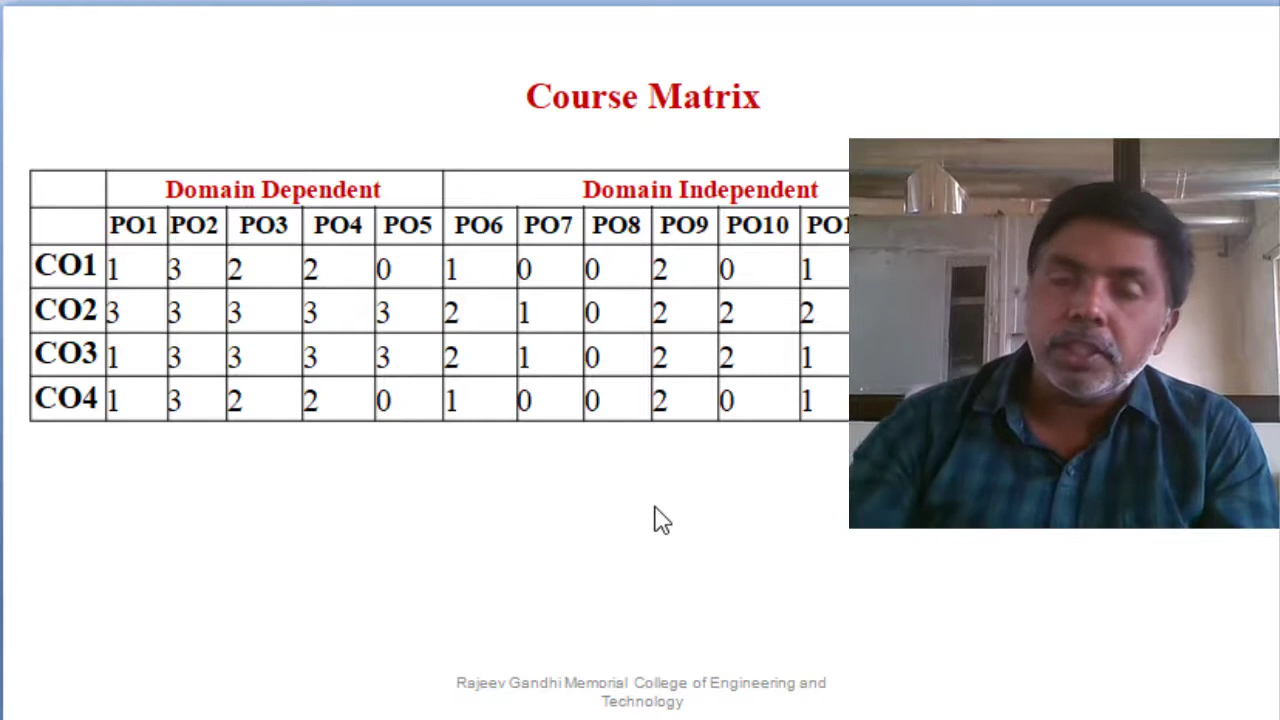 Course Matrix
Domain Dependent Domain Independent
PO1 PO2 PO3 PO4 PO5 PO6 PO7 PO8 PO9 PO10 PO1
CO1 1 3 2 2 0 1 0 0 2 0 1
CO2 3 3 3 3 3 2 1 0 2 2 2
CO3 1 3 3 3 3 2 1 0 2 2 1
CO4 1 3 2 2 0 1 0 0 2 0 1
Rajeev Gandhi Memorial College of Engineering and
Technology